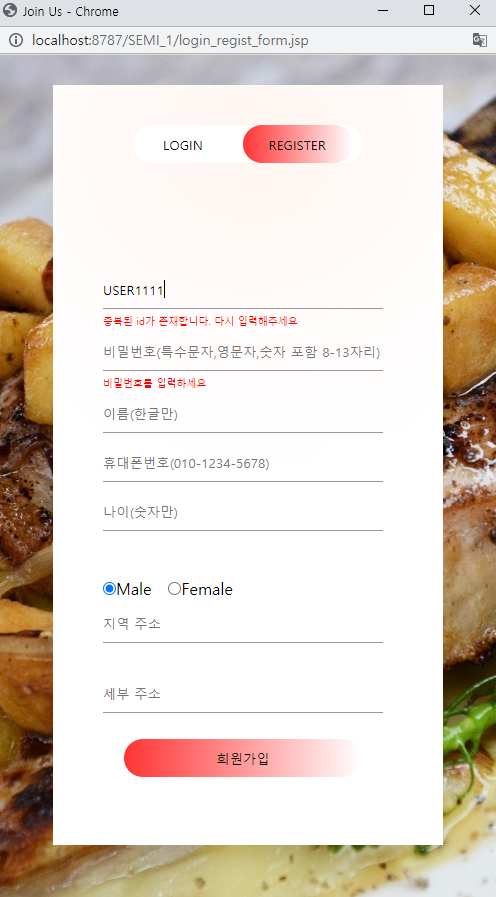 Join Us - Chrome
localhost:8787/SEMI_1/login_regist_form.jsp
LOGIN REGISTER
USER1111
중복된 id가 존재합니다. 다시 입력해주세요
비밀번호(특수문자,영문자,숫자 포함 8-13자리)
비밀번호를 입력하세요
이름(한글만)
휴대폰번호(010-1234-5678)
나이(숫자만)
Male Female
지역 주소
세부 주소
회원가입